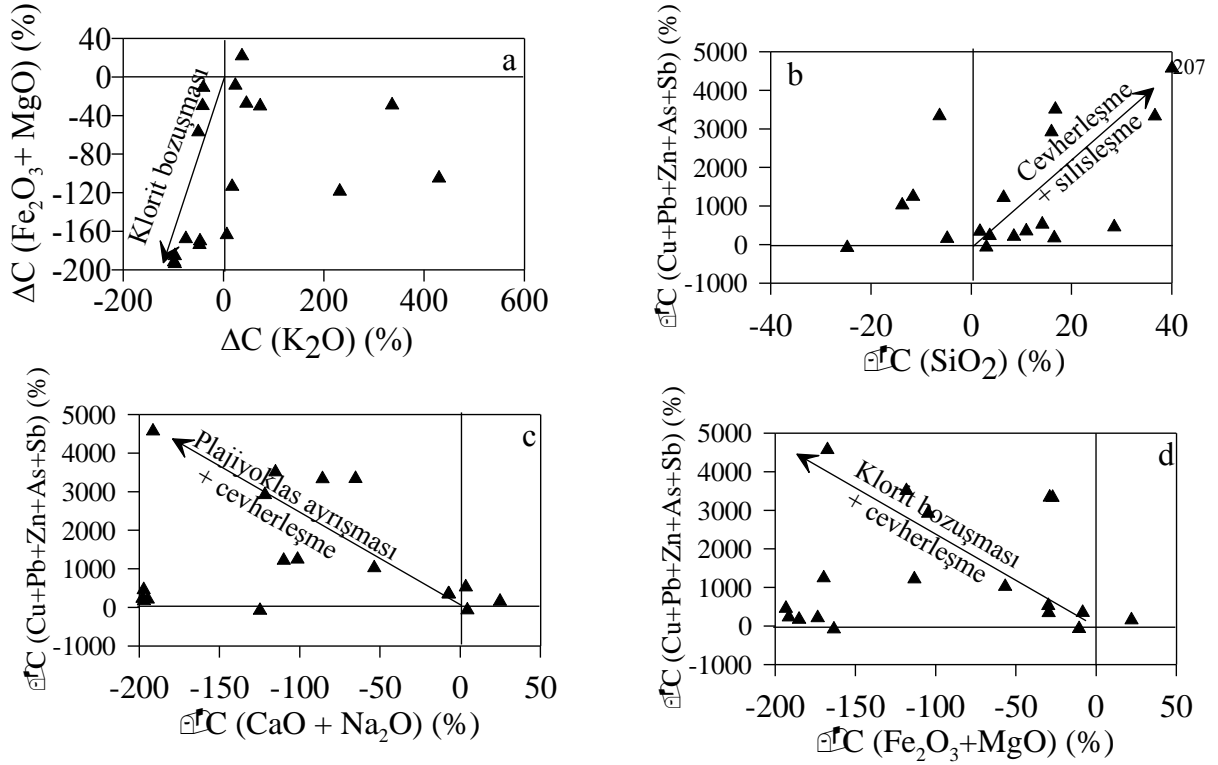 ΔC (Fe2O3+ MgO) (%)
40
0
-40
-80
-120
-160
-200
-200
0
200
400
600
ΔC (K2O) (%)
Klorit bozuşması
a
C (Cu+Pb+Zn+As+Sb) (%)
5000
4000
3000
2000
1000
0
-1000
-40
-20
0
20
40
C (SiO2) (%)
Cevherleşme
+ silisleşme
b
207
C (Cu+Pb+Zn+As+Sb) (%)
5000
4000
3000
2000
1000
0
-1000
-200
-150
-100
-50
0
50
C (CaO + Na2O) (%)
Plajiyoklas ayrışması
+ cevherleşme
c
C (Cu+Pb+Zn+As+Sb) (%)
5000
4000
3000
2000
1000
0
-1000
-200
-150
-100
-50
0
50
C (Fe2O3+MgO) (%)
Klorit bozuşması
+ cevherleşme
d